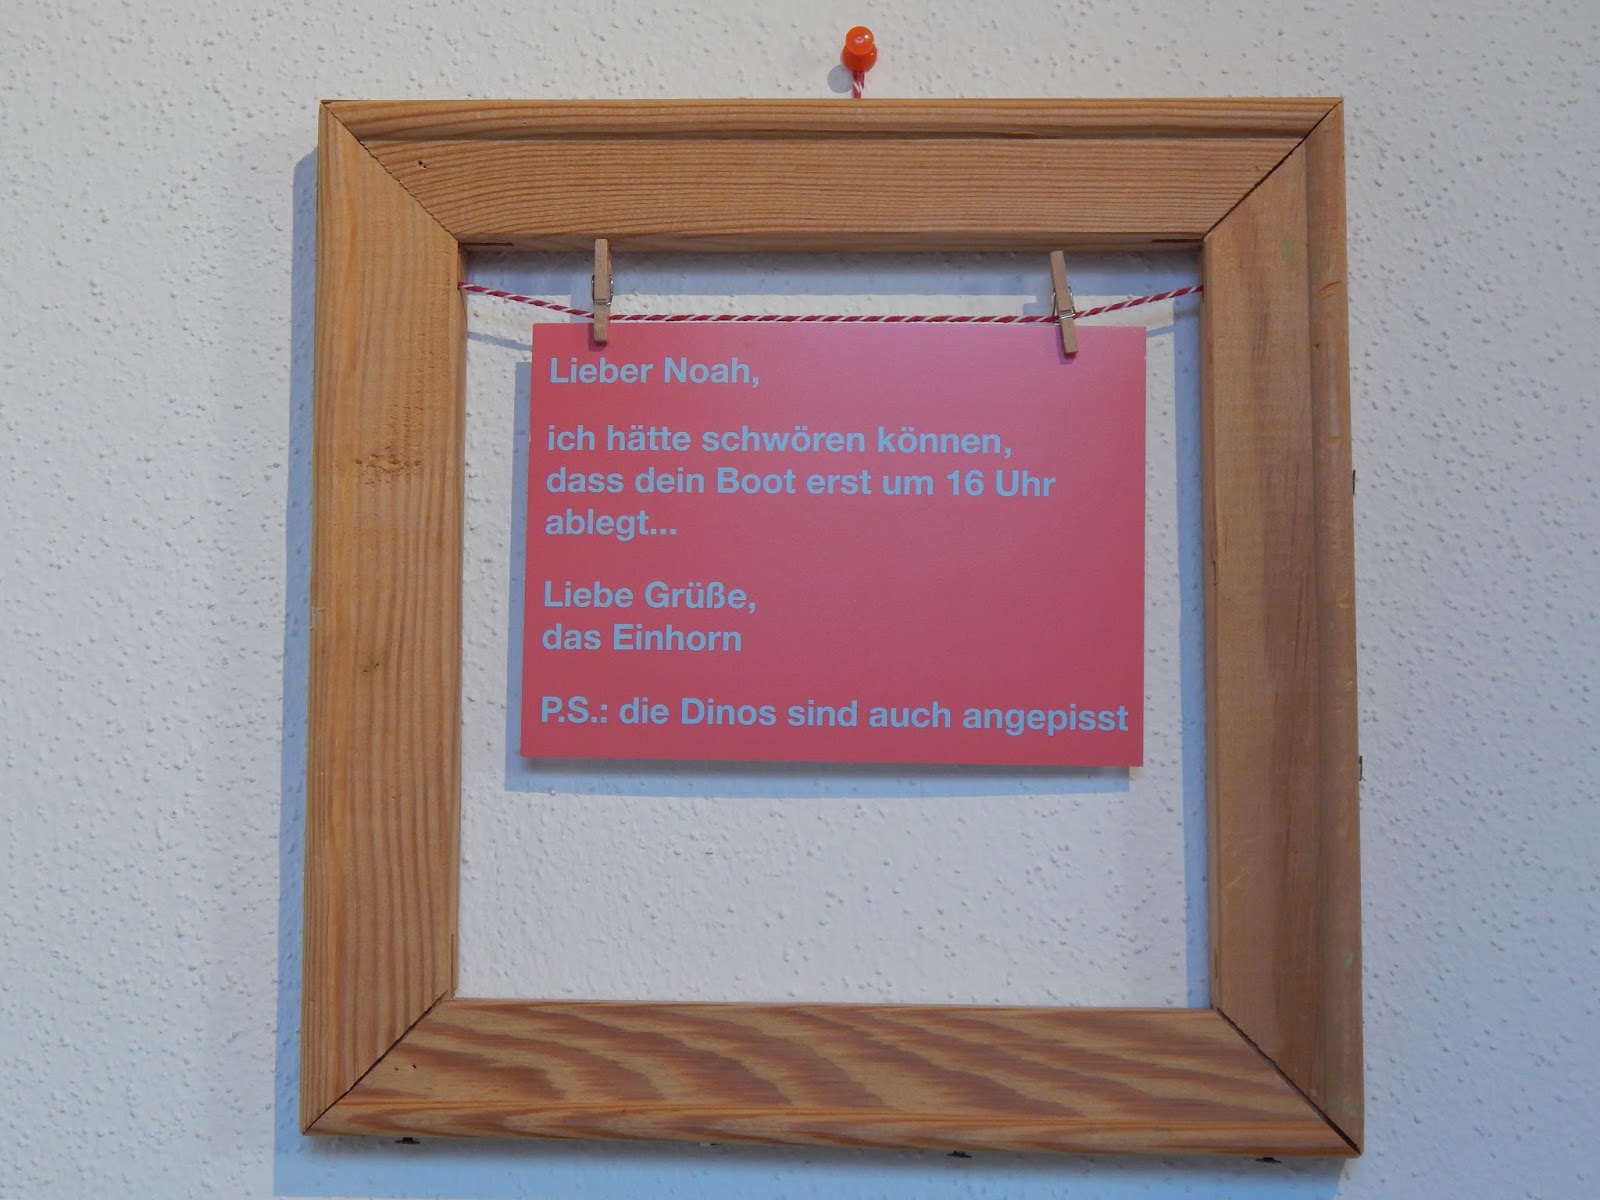 Lieber Noah,
ich hätte schwören können,
dass dein Boot erst um 16 Uhr
ablegt...
Liebe Grüße,
das Einhorn
P.S.: die Dinos sind auch angepisst